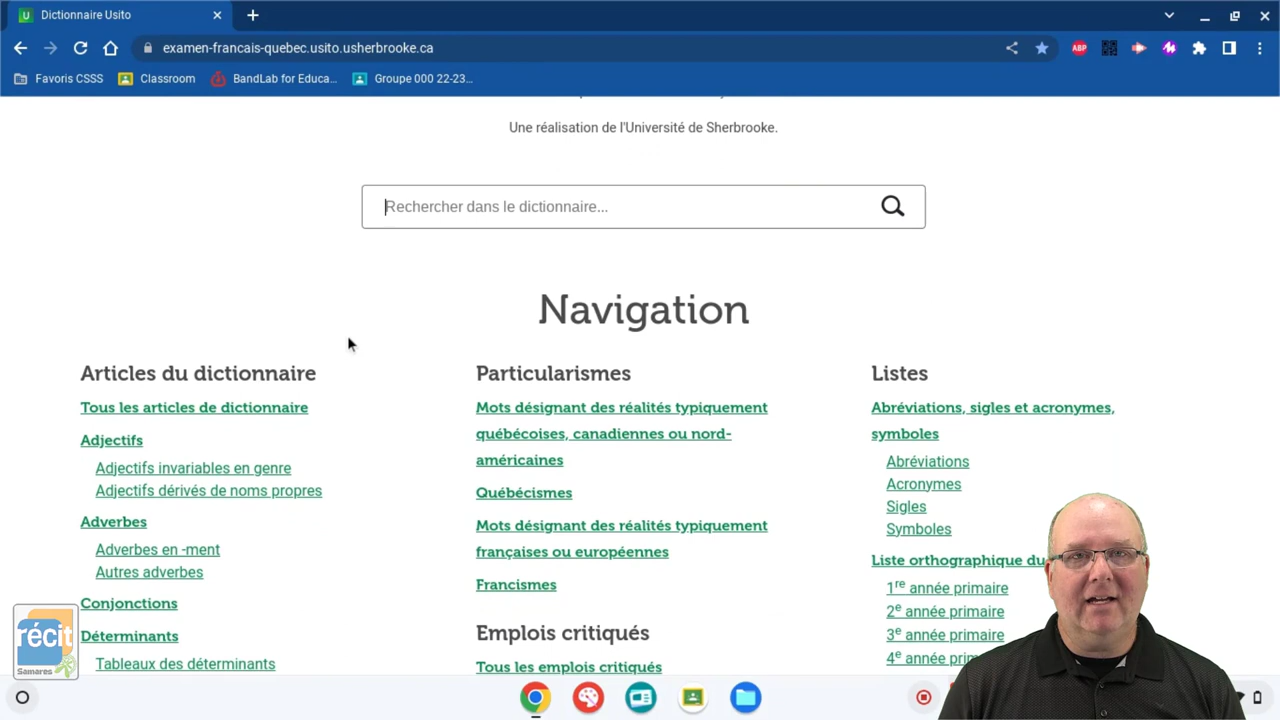 Dictionnaire Usito
examen-francais-quebec.usito.usherbrooke.ca
ABP
Favoris CSSS
Classroom
BandLab for Educa...
Groupe 000 22-23...
Une réalisation de l'Université de Sherbrooke.
Rechercher dans le dictionnaire...
Navigation
Articles du dictionnaire
Tous les articles de dictionnaire
Adjectifs
Adjectifs invariables en genre
Adjectifs dérivés de noms propres
Adverbes
Adverbes en -ment
Autres adverbes
Conjonctions
Déterminants
Tableaux des déterminants
Particularismes
Mots désignant des réalités typiquement
québécoises, canadiennes ou nord-
américaines
Québécismes
Mots désignant des réalités typiquement
françaises ou européennes
Francismes
Emplois critiqués
Tous les emplois critiqués
Listes
Abréviations, sigles et acronymes,
symboles
Abréviations
Acronymes
Sigles
Symboles
Liste orthographique du
1re année primaire
2e année primaire
3e année primaire
4e année
récit
Samares